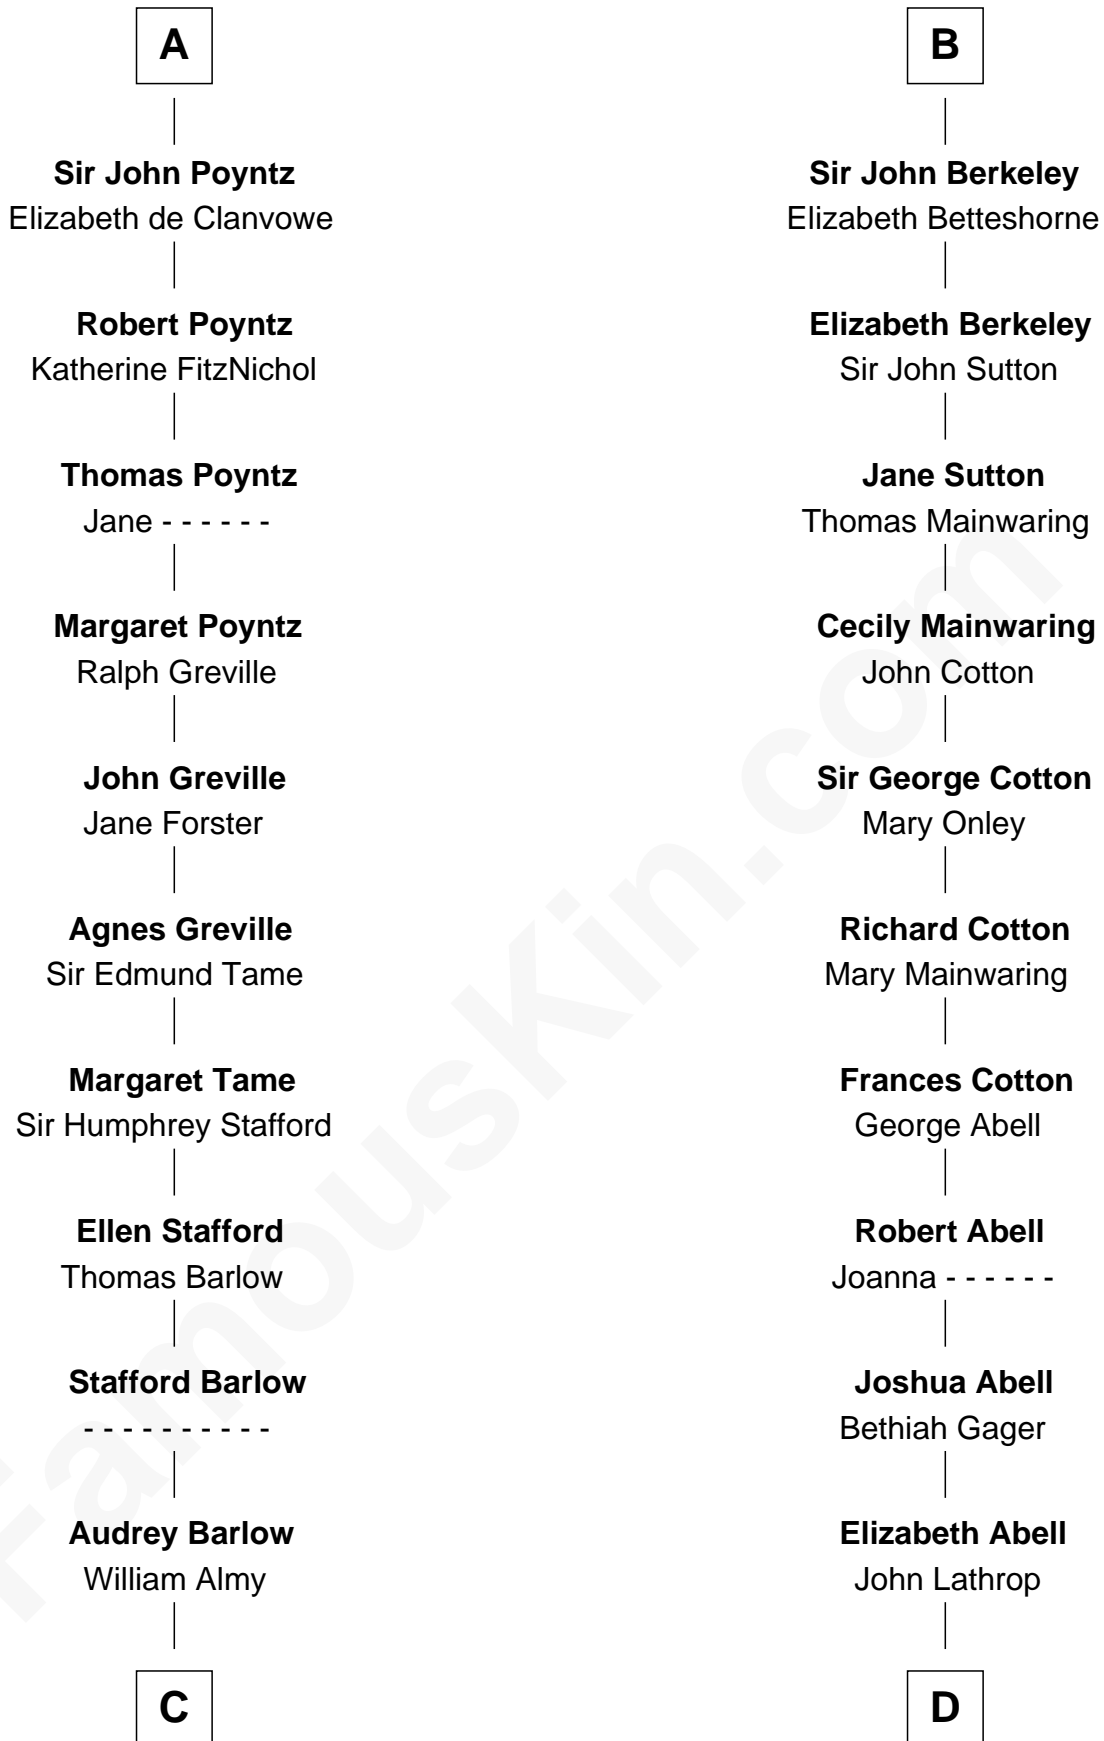 A
Sir John Poyntz
Elizabeth de Clanvowe
Robert Poyntz
Katherine FitzNichol
Thomas Poyntz
Jane - - - - - -
Margaret Poyntz
Ralph Greville
John Greville
Jane Forster
Agnes Greville
Sir Edmund Tame
Margaret Tame
Sir Humphrey Stafford
Ellen Stafford
Thomas Barlow
Stafford Barlow
- - - - - - - - - -
Audrey Barlow
William Almy
C
B
Sir John Berkeley
Elizabeth Betteshorne
Elizabeth Berkeley
Sir John Sutton
Jane Sutton
Thomas Mainwaring
Cecily Mainwaring
John Cotton
Sir George Cotton
Mary Onley
Richard Cotton
Mary Mainwaring
Frances Cotton
George Abell
Robert Abell
Joanna - - - - - -
Joshua Abell
Bethiah Gager
Elizabeth Abell
John Lathrop
D
FamousKin.com